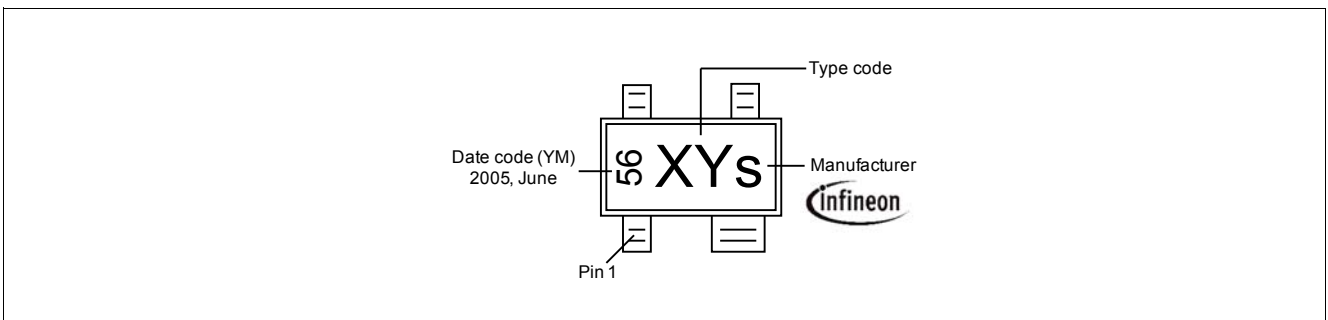 Type code
Date code (YM)
2005, June
56
XYs
Manufacturer
infineon
Pin 1